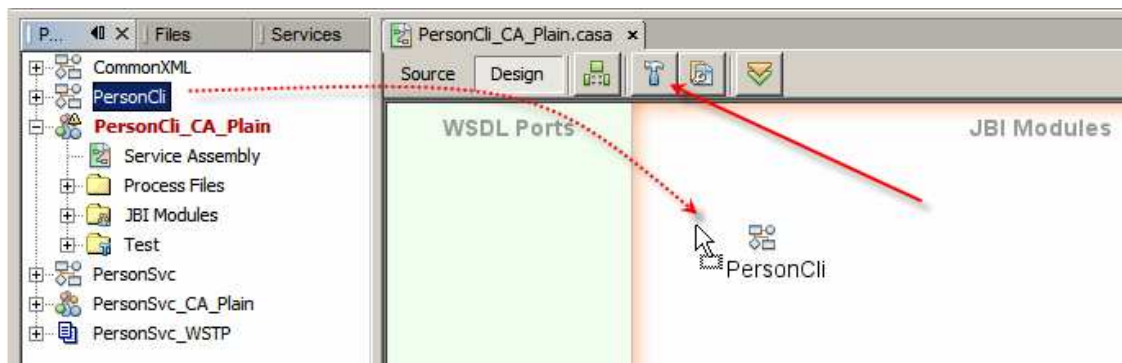 P... Files Services
CommonXML
PersonCli
PersonCli_CA_Plain
Service Assembly
Process Files
JBI Modules
Test
PersonSvc
PersonSvc_CA_Plain
PersonSvc_WSTP
PersonCli_CA_Plain.casa
Source Design
WSDL Ports JBI Modules
PersonCli